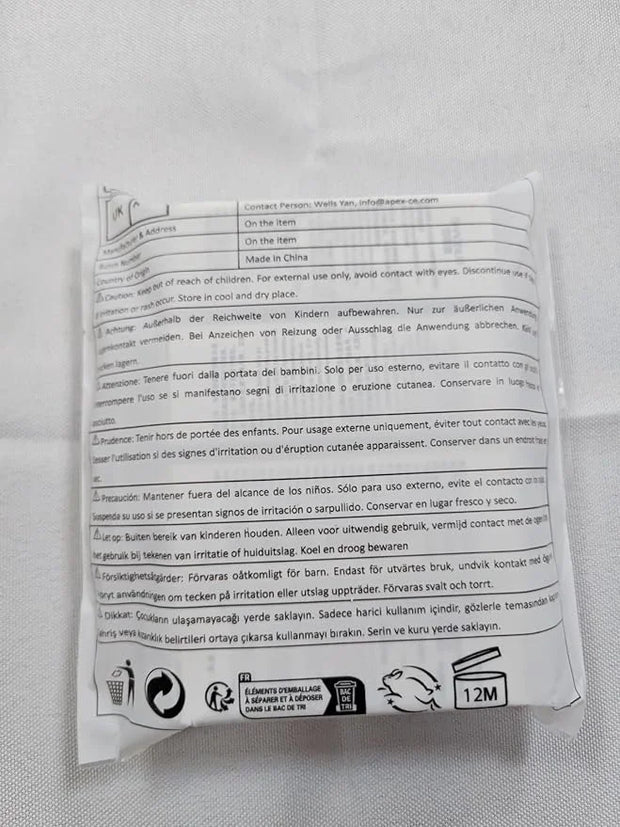 UK
Contact Person: Wells Yan, info@apex-ce.com
Manufacturer & Address
On the item
Number
On the item
Country of Origin
Made in China
Caution: Keep out of reach of children. For external use only, avoid contact with eyes. Discontinue use if
irritation or rash occur. Store in cool and dry place.
Achtung: Außerhalb der Reichweite von Kindern aufbewahren. Nur zur äußerlichen
vermeiden. Bei Anzeichen von Reizung oder Ausschlag die Anwendung abbrechen.
lagern.
Attenzione: Tenere fuori dalla portata dei bambini. Solo per uso esterno, evitare il contatto con
interrompere l'uso se si manifestano segni di irritazione o eruzione cutanea. Conservare in luogo
asciutto.
Prudence: Tenir hors de portée des enfants. Pour usage externe uniquement, éviter tout contact avec les yeux.
Cesser l'utilisation si des signes d'irritation ou d'éruption cutanée apparaissent. Conserver dans un endroit frais et
sec.
Precaución: Mantener fuera del alcance de los niños. Sólo para uso externo, evite el contacto
Suspenda su uso si se presentan signos de irritación o sarpullido. Conservar en lugar fresco y seco.
Let op: Buiten bereik van kinderen houden. Alleen voor uitwendig gebruik, vermijd contact met de
het gebruik bij tekenen van irritatie of huiduitslag. Koel en droog bewaren
Försiktighetsåtgärder: Förvaras oåtkomligt för barn. Endast för utvärtes bruk, undvik kontakt med
användningen om tecken på irritation eller utslag uppträder. Förvaras svalt och torrt.
Dikkat: Çocukların ulaşamayacağı yerde saklayın. Sadece harici kullanım içindir, gözlerle temasından
veya kızarıklık belirtileri ortaya çıkarsa kullanmayı bırakın. Serin ve kuru yerde saklayın.
FR
ÉLÉMENTS D'EMBALLAGE
À SÉPARER ET À DÉPOSER
DANS LE BAC DE TRI
BAC
DE
TRI
12M